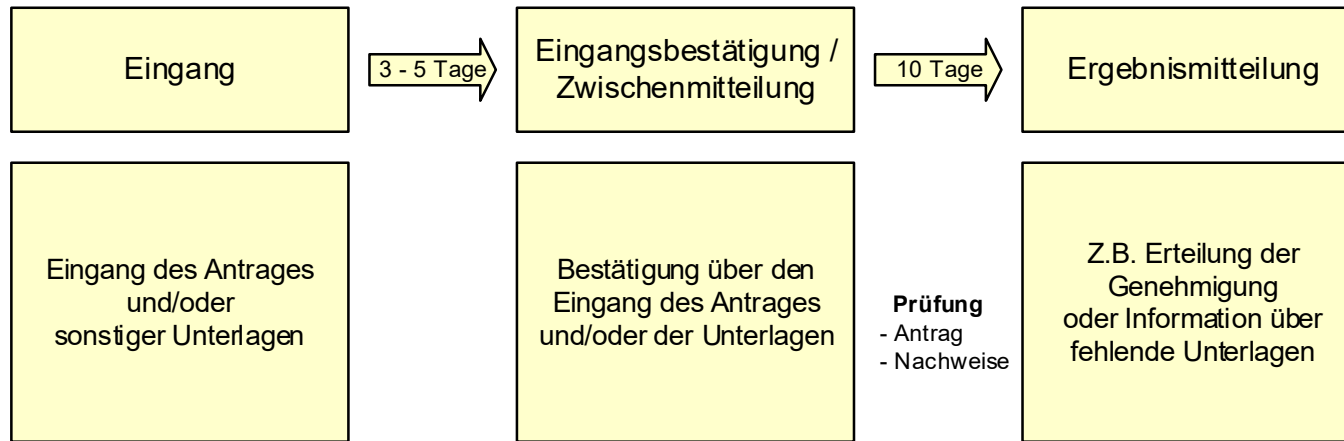 Eingang
3 - 5 Tage
Eingangsbestätigung /
Zwischenmitteilung
10 Tage
Ergebnismitteilung
Eingang des Antrages
und/oder
sonstiger Unterlagen
Bestätigung über den
Eingang des Antrages
und/oder der Unterlagen
Prüfung
- Antrag
- Nachweise
Z.B. Erteilung der
Genehmigung
oder Information über
fehlende Unterlagen